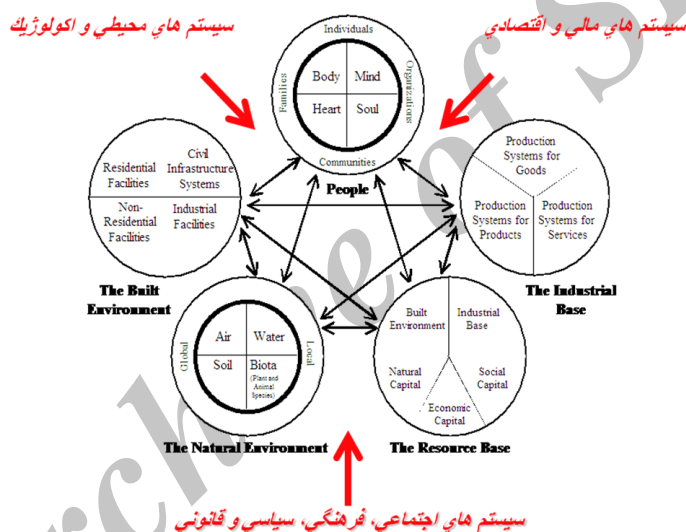 سيستم هاي محيطي و اكولوژيك
سيستم هاي مالي و اقتصادي
Individuals
Families
Organizations
Body
Mind
Heart
Soul
Communities
People
Residential
Facilities
Civil
Infrastructure
Systems
Non-
Residential
Facilities
Industrial
Facilities
The Built
Environment
Production
Systems for
Goods
Production
Systems for
Products
Production
Systems for
Services
The Industrial
Base
Global
Local
Air
Water
Soil
Biota
(Plant and
Animal
Species)
The Natural Environment
Built
Environment
Industrial
Base
Natural
Capital
Social
Capital
Economic
Capital
The Resource Base
سيستم هاي اجتماعي، فرهنگي، سياسي و قانوني